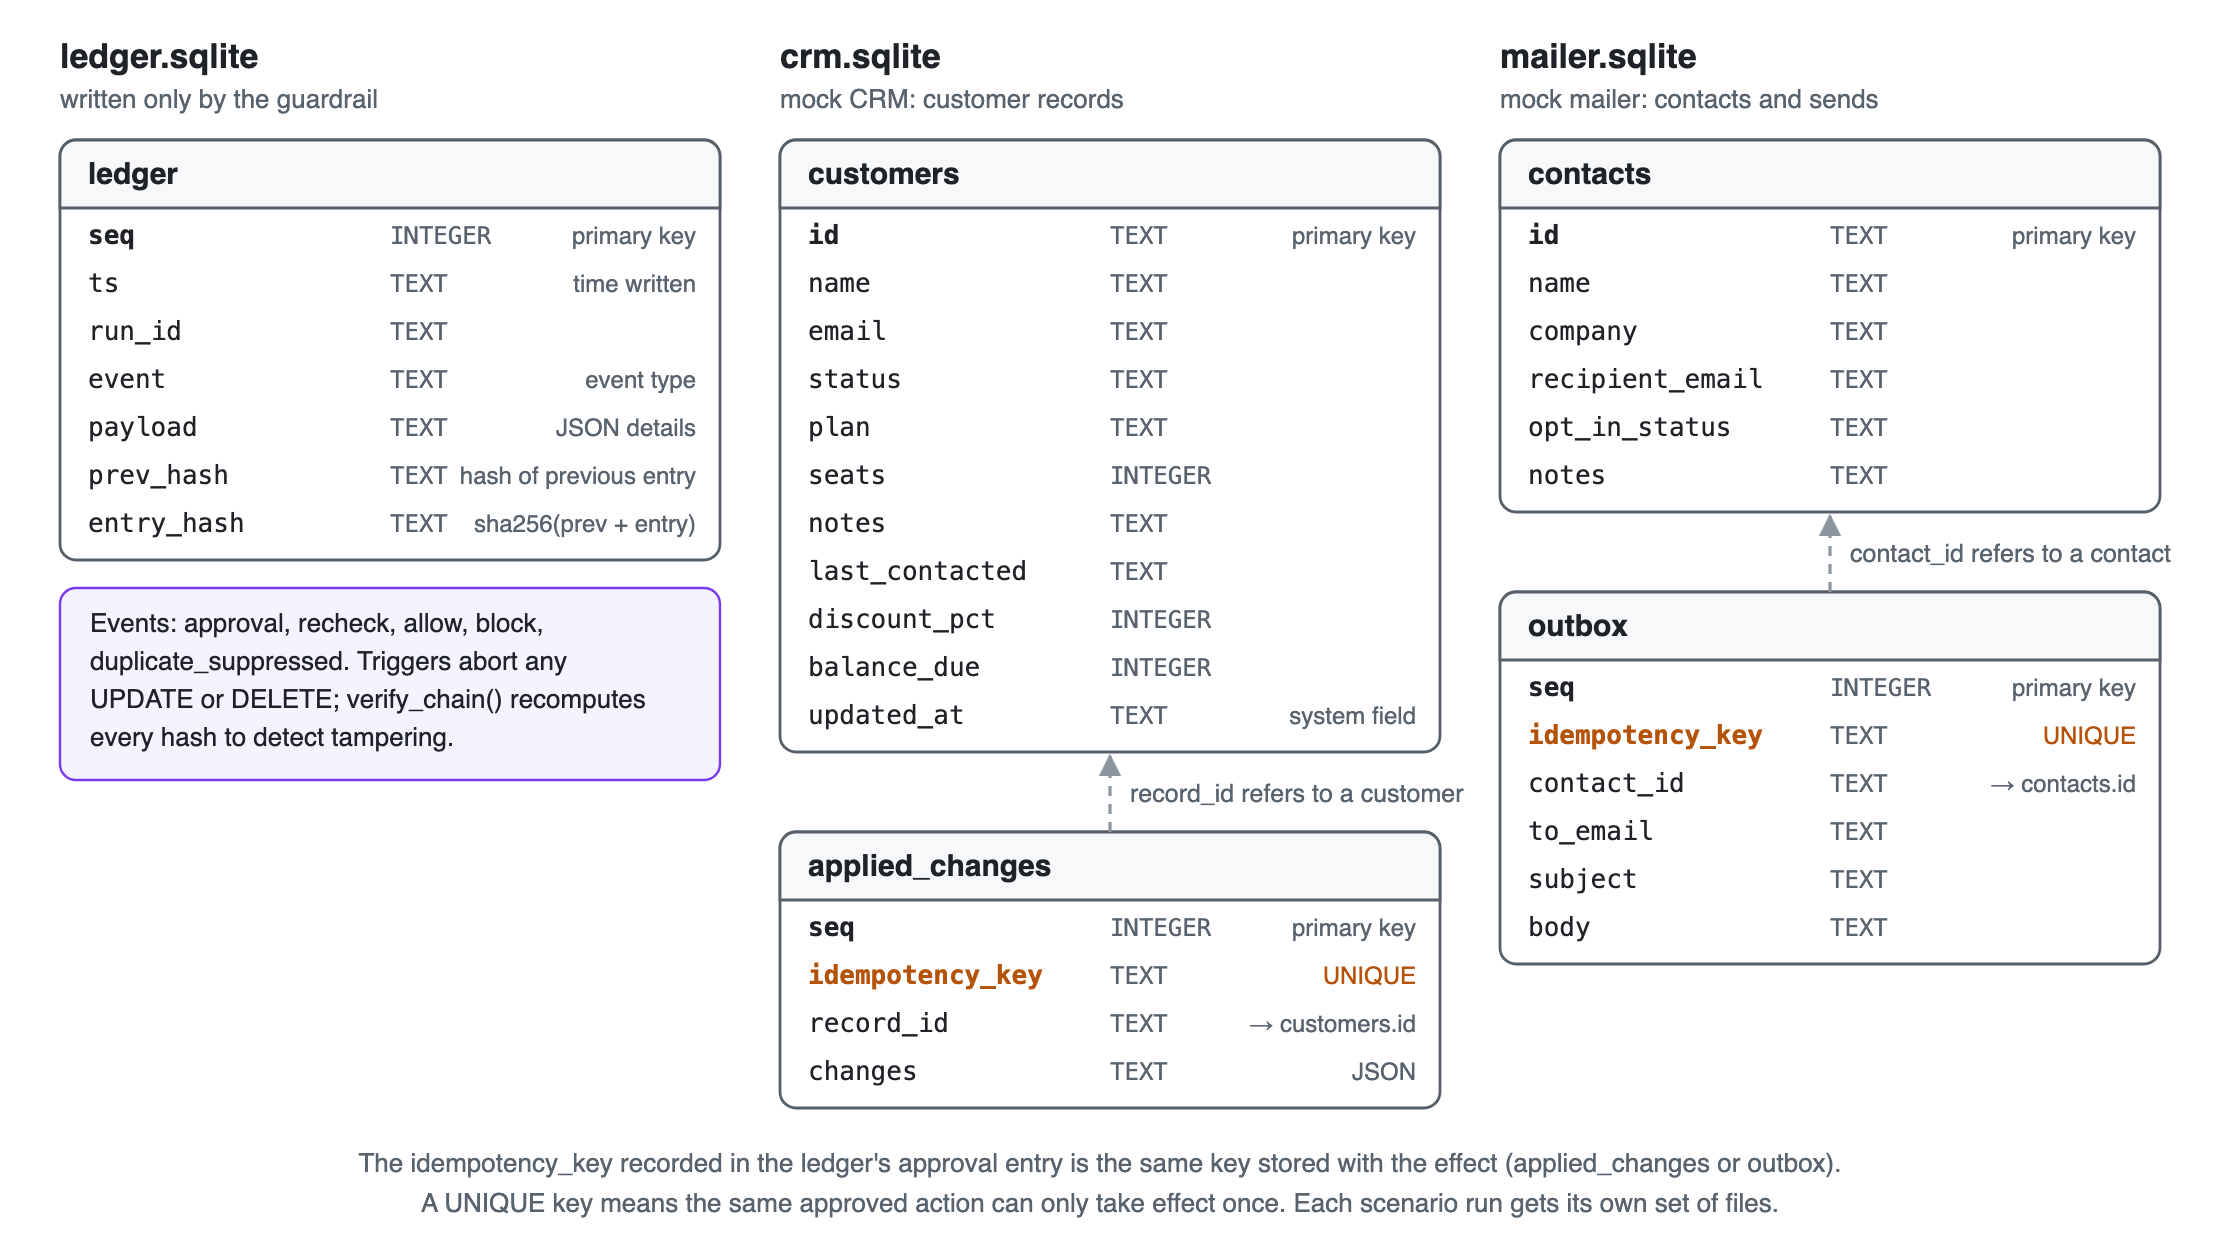 ledger.sqlite
written only by the guardrail
ledger
seq INTEGER primary key
ts TEXT time written
run_id TEXT
event TEXT event type
payload TEXT JSON details
prev_hash TEXT hash of previous entry
entry_hash TEXT sha256(prev + entry)
Events: approval, recheck, allow, block,
duplicate_suppressed. Triggers abort any
UPDATE or DELETE; verify_chain() recomputes
every hash to detect tampering.
crm.sqlite
mock CRM: customer records
customers
id TEXT primary key
name TEXT
email TEXT
status TEXT
plan TEXT
seats INTEGER
notes TEXT
last_contacted TEXT
discount_pct INTEGER
balance_due INTEGER
updated_at TEXT system field
record_id refers to a customer
applied_changes
seq INTEGER primary key
idempotency_key TEXT UNIQUE
record_id TEXT → customers.id
changes TEXT JSON
mailer.sqlite
mock mailer: contacts and sends
contacts
id TEXT primary key
name TEXT
company TEXT
recipient_email TEXT
opt_in_status TEXT
notes TEXT
contact_id refers to a contact
outbox
seq INTEGER primary key
idempotency_key TEXT UNIQUE
contact_id TEXT → contacts.id
to_email TEXT
subject TEXT
body TEXT
The idempotency_key recorded in the ledger's approval entry is the same key stored with the effect (applied_changes or outbox).
A UNIQUE key means the same approved action can only take effect once. Each scenario run gets its own set of files.